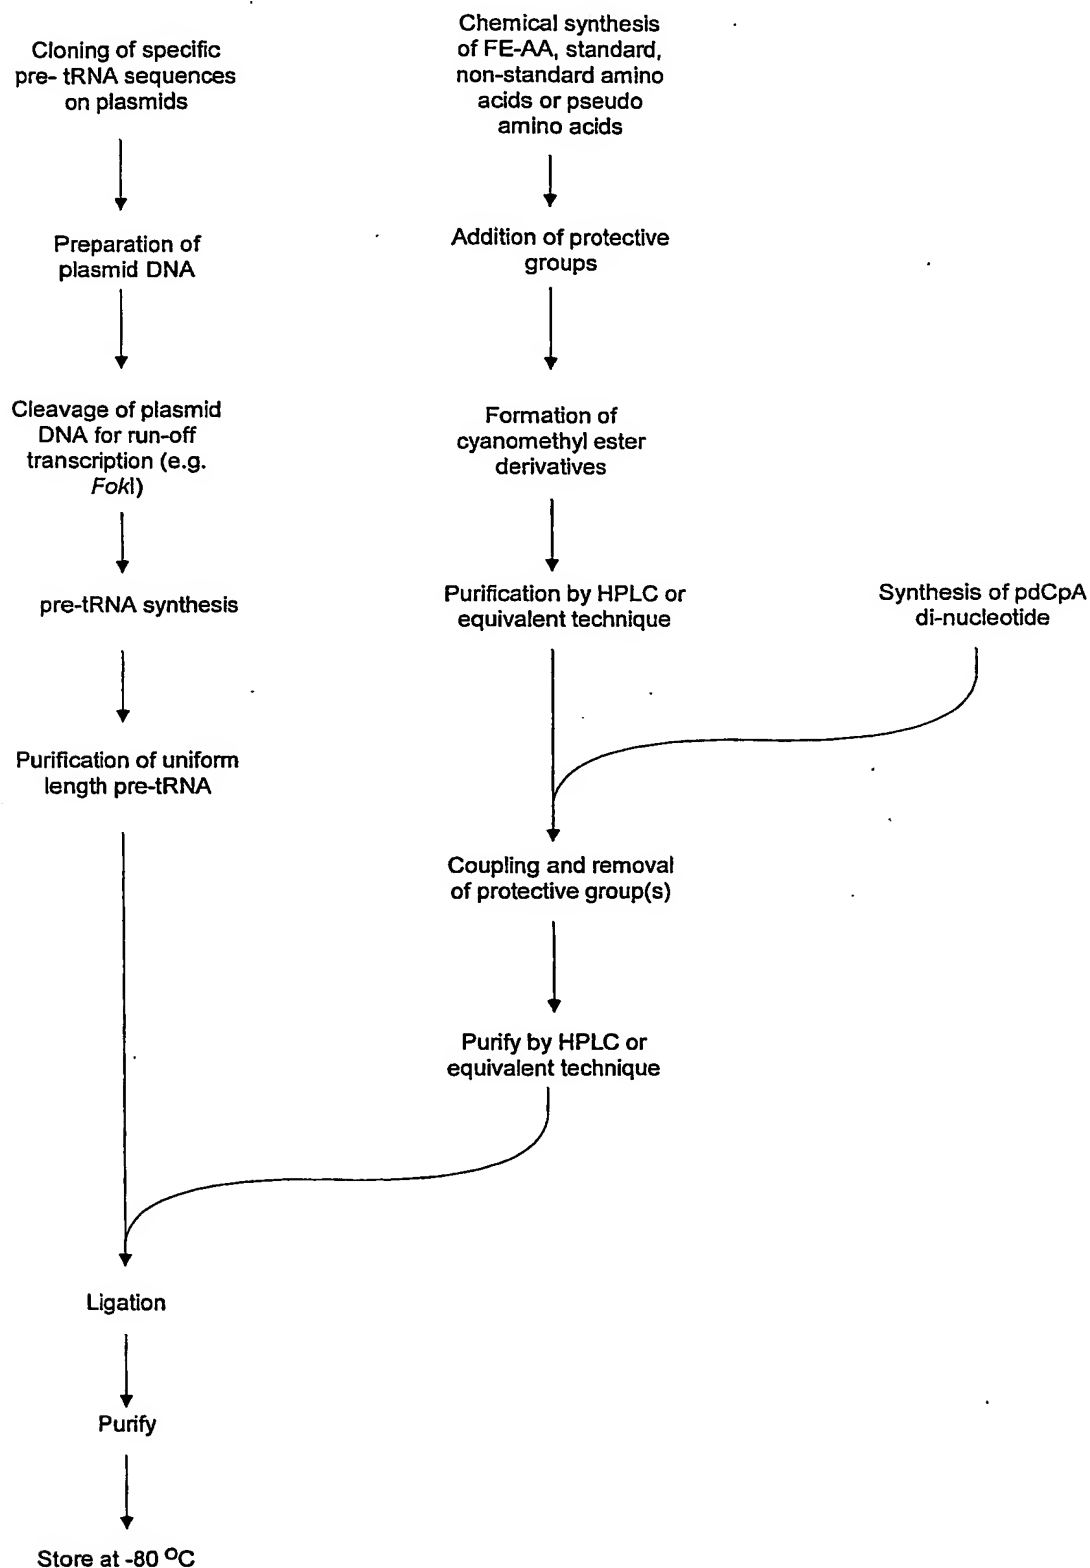 Cloning of specific
pre- tRNA sequences
on plasmids
Preparation of
plasmid DNA
Cleavage of plasmid
DNA for run-off
transcription (e.g.
FokI)
pre-tRNA synthesis
Purification of uniform
length pre-tRNA
Chemical synthesis
of FE-AA, standard,
non-standard amino
acids or pseudo
amino acids
Addition of protective
groups
Formation of
cyanomethyl ester
derivatives
Purification by HPLC or
equivalent technique
Synthesis of pdCpA
di-nucleotide
Coupling and removal
of protective group(s)
Purify by HPLC or
equivalent technique
Ligation
Purify
Store at -80 °C